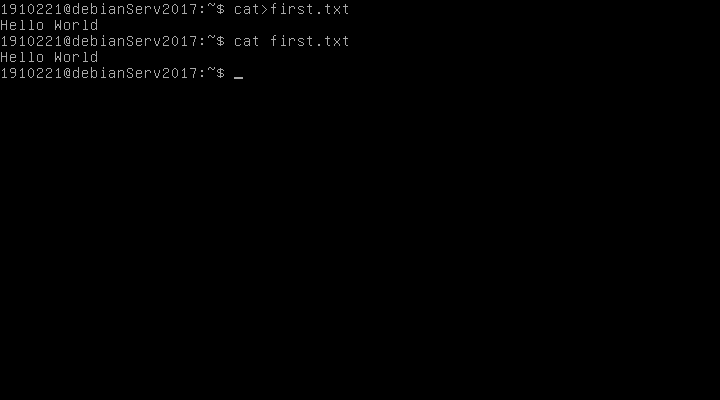 1910221@debianServ2017:~$ cat>first.txt
Hello World
1910221@debianServ2017:~$ cat first.txt
Hello World
1910221@debianServ2017:~$ _